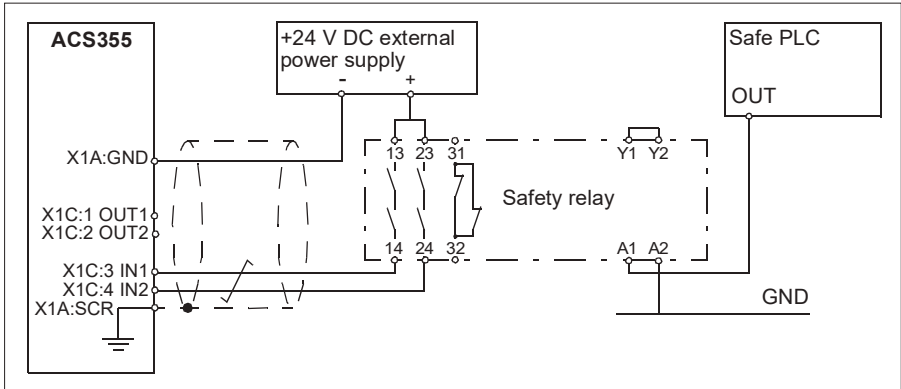 ACS355
+24 V DC external
power supply
- +
Safe PLC
OUT
X1A:GND
13 23 31
Y1 Y2
Safety relay
X1C:1 OUT1
X1C:2 OUT2
14 24 32
A1 A2
X1C:3 IN1
X1C:4 IN2
X1A:SCR
GND